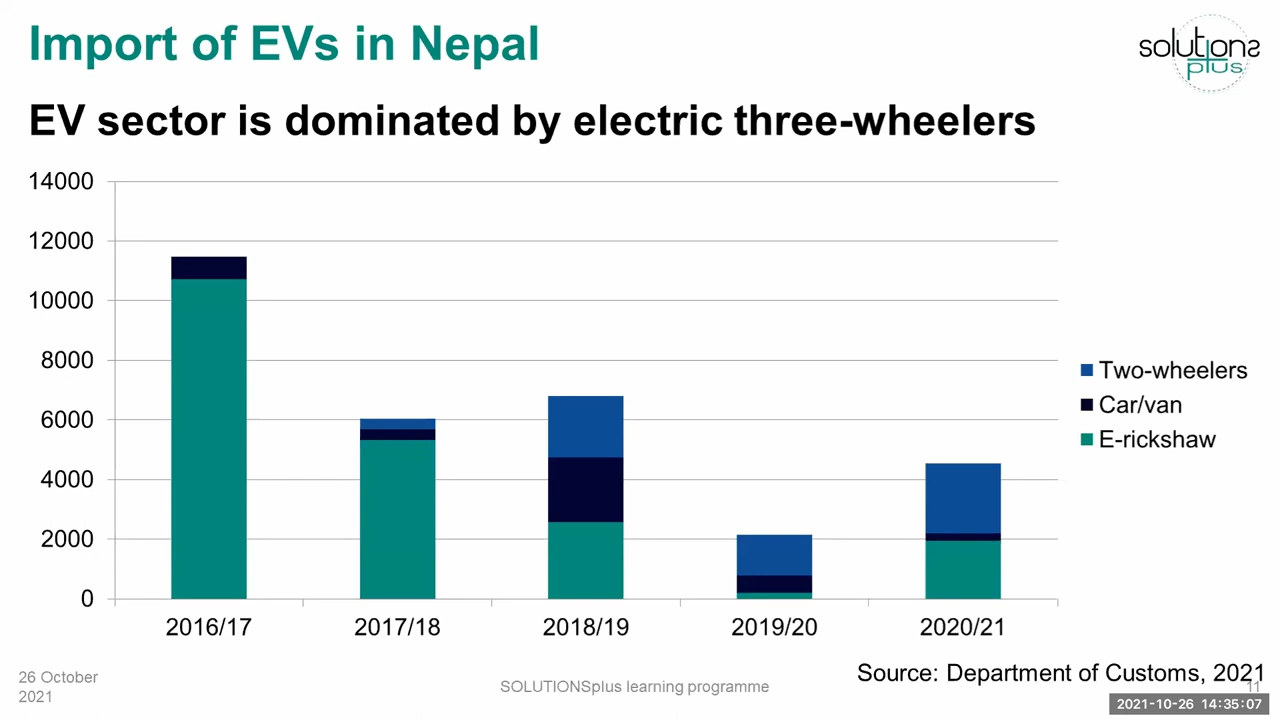 Import of EVs in Nepal
solutions
plus
EV sector is dominated by electric three-wheelers
14000
12000
10000
8000
6000
4000
2000
0
2016/17
2017/18
2018/19
2019/20
2020/21
Two-wheelers
Car/van
E-rickshaw
Source: Department of Customs, 2021
26 October
2021
SOLUTIONSplus learning programme
11
2021-10-26 14:35:07